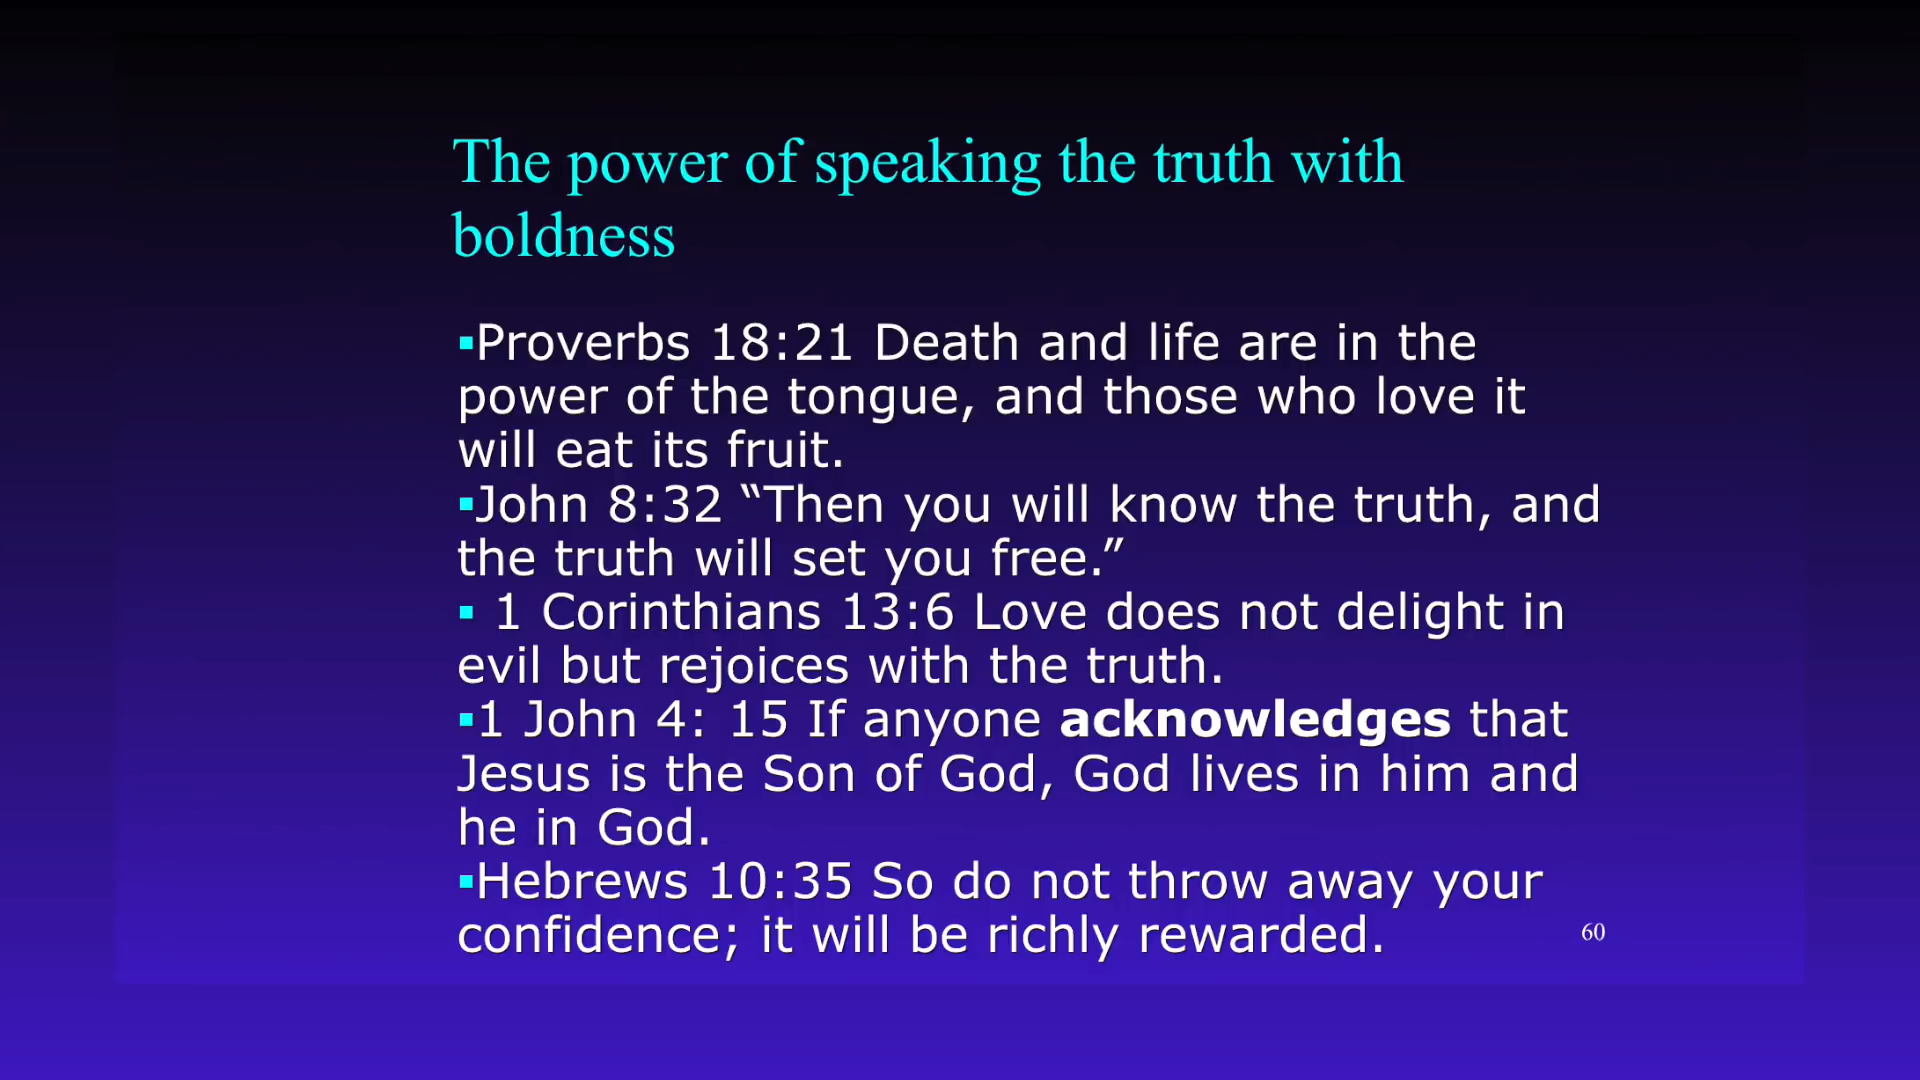 The power of speaking the truth with
boldness
▪Proverbs 18:21 Death and life are in the
power of the tongue, and those who love it
will eat its fruit.
▪John 8:32 “Then you will know the truth, and
the truth will set you free.”
▪ 1 Corinthians 13:6 Love does not delight in
evil but rejoices with the truth.
▪1 John 4: 15 If anyone acknowledges that
Jesus is the Son of God, God lives in him and
he in God.
▪Hebrews 10:35 So do not throw away your
confidence; it will be richly rewarded.
60